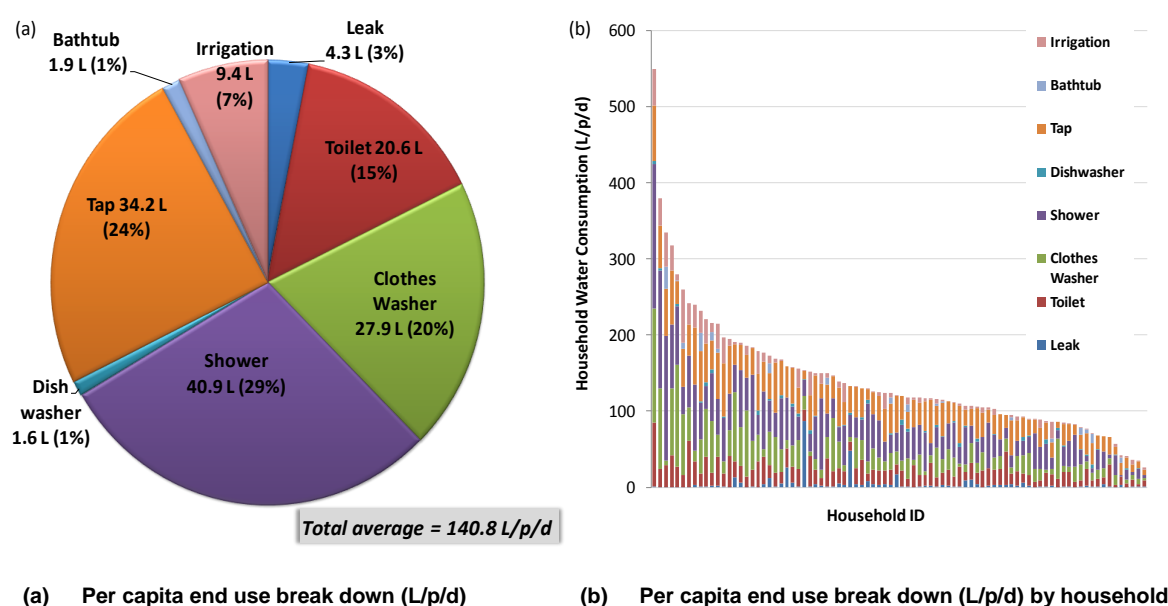 (a)
Bathtub
1.9 L (1%)
Irrigation
9.4 L
(7%)
Leak
4.3 L (3%)
Toilet 20.6 L
(15%)
Tap 34.2 L
(24%)
Clothes
Washer
27.9 L (20%)
Shower
40.9 L (29%)
Dish
washer
1.6 L (1%)
Total average = 140.8 L/p/d
(b)
Household Water Consumption (L/p/d)
600
500
400
300
200
100
0
Irrigation
Bathtub
Tap
Dishwasher
Shower
Clothes
Washer
Toilet
Leak
Household ID
(a) Per capita end use break down (L/p/d)
(b) Per capita end use break down (L/p/d) by household